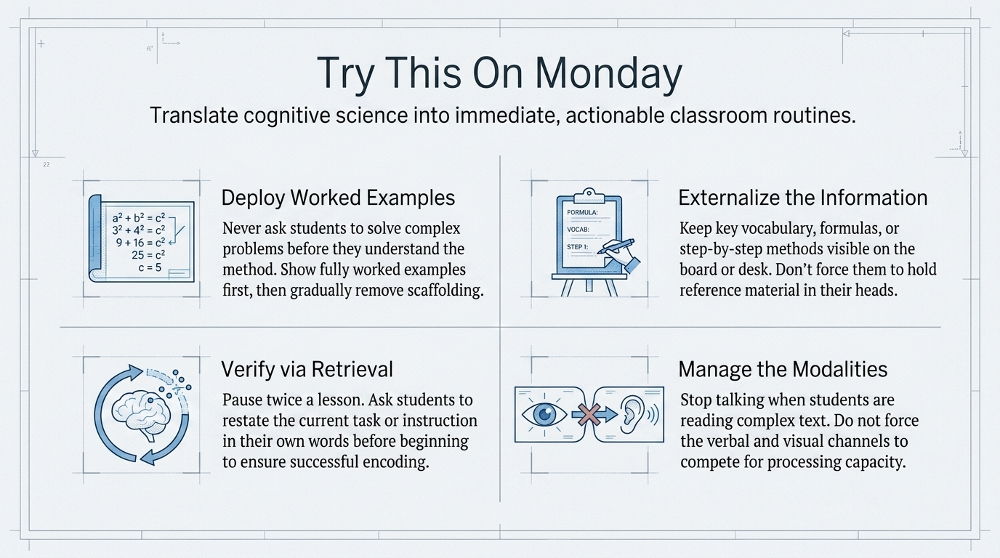 Try This On Monday
Translate cognitive science into immediate, actionable classroom routines.
22
a² + b² = c²
3² + 4² = c²
9 + 16 = c²
25 = c²
c = 5
Deploy Worked Examples
Never ask students to solve complex
problems before they understand the
method. Show fully worked examples
first, then gradually remove scaffolding.
FORMULA:
VOCAB:
STEP 1:
Externalize the Information
Keep key vocabulary, formulas, or
step-by-step methods visible on the
board or desk. Don’t force them to hold
reference material in their heads.
Verify via Retrieval
Pause twice a lesson. Ask students to
restate the current task or instruction
in their own words before beginning
to ensure successful encoding.
Manage the Modalities
Stop talking when students are
reading complex text. Do not force
the verbal and visual channels to
compete for processing capacity.